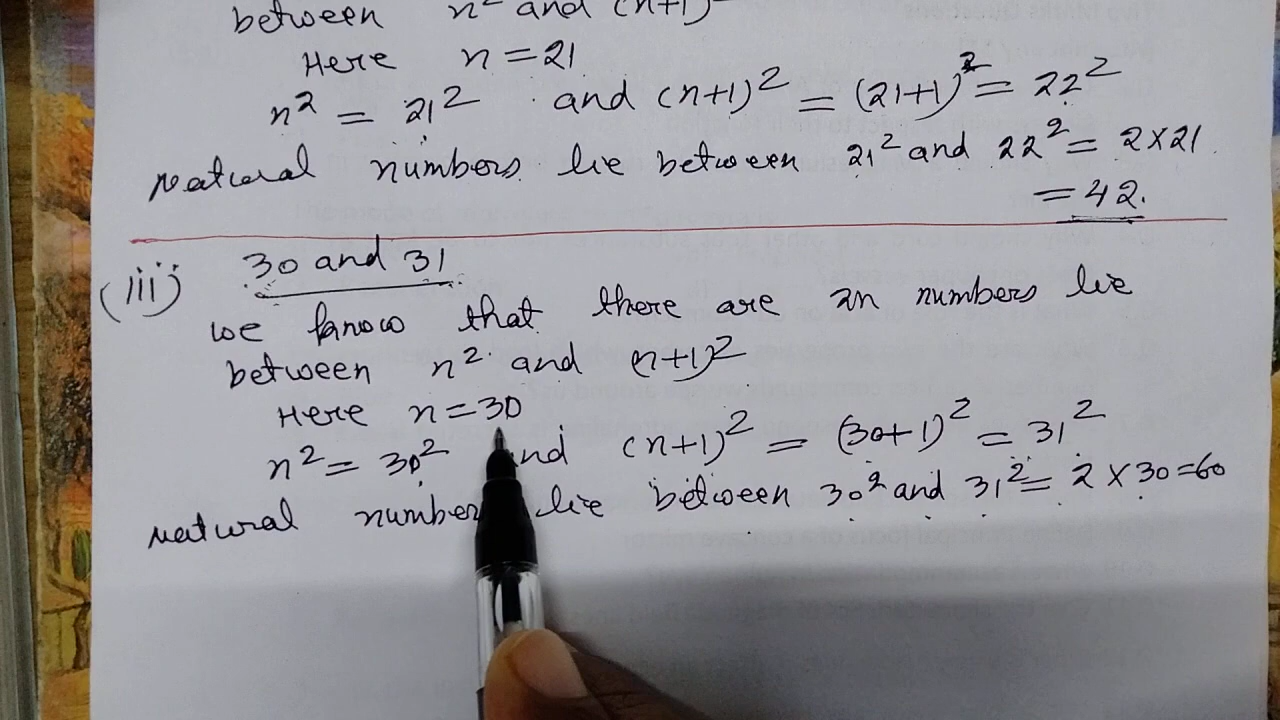 between n² and (n+1)²
Here n = 21
n² = 21² and (n+1)² = (21+1)² = 22²
Natural numbers lie between 21² and 22² = 2×21
= 42.
(iii) 30 and 31
we know that there are 2n numbers lie
between n² and (n+1)²
Here n = 30
n² = 30² and (n+1)² = (30+1)² = 31²
Natural numbers lie between 30² and 31² = 2 × 30 = 60